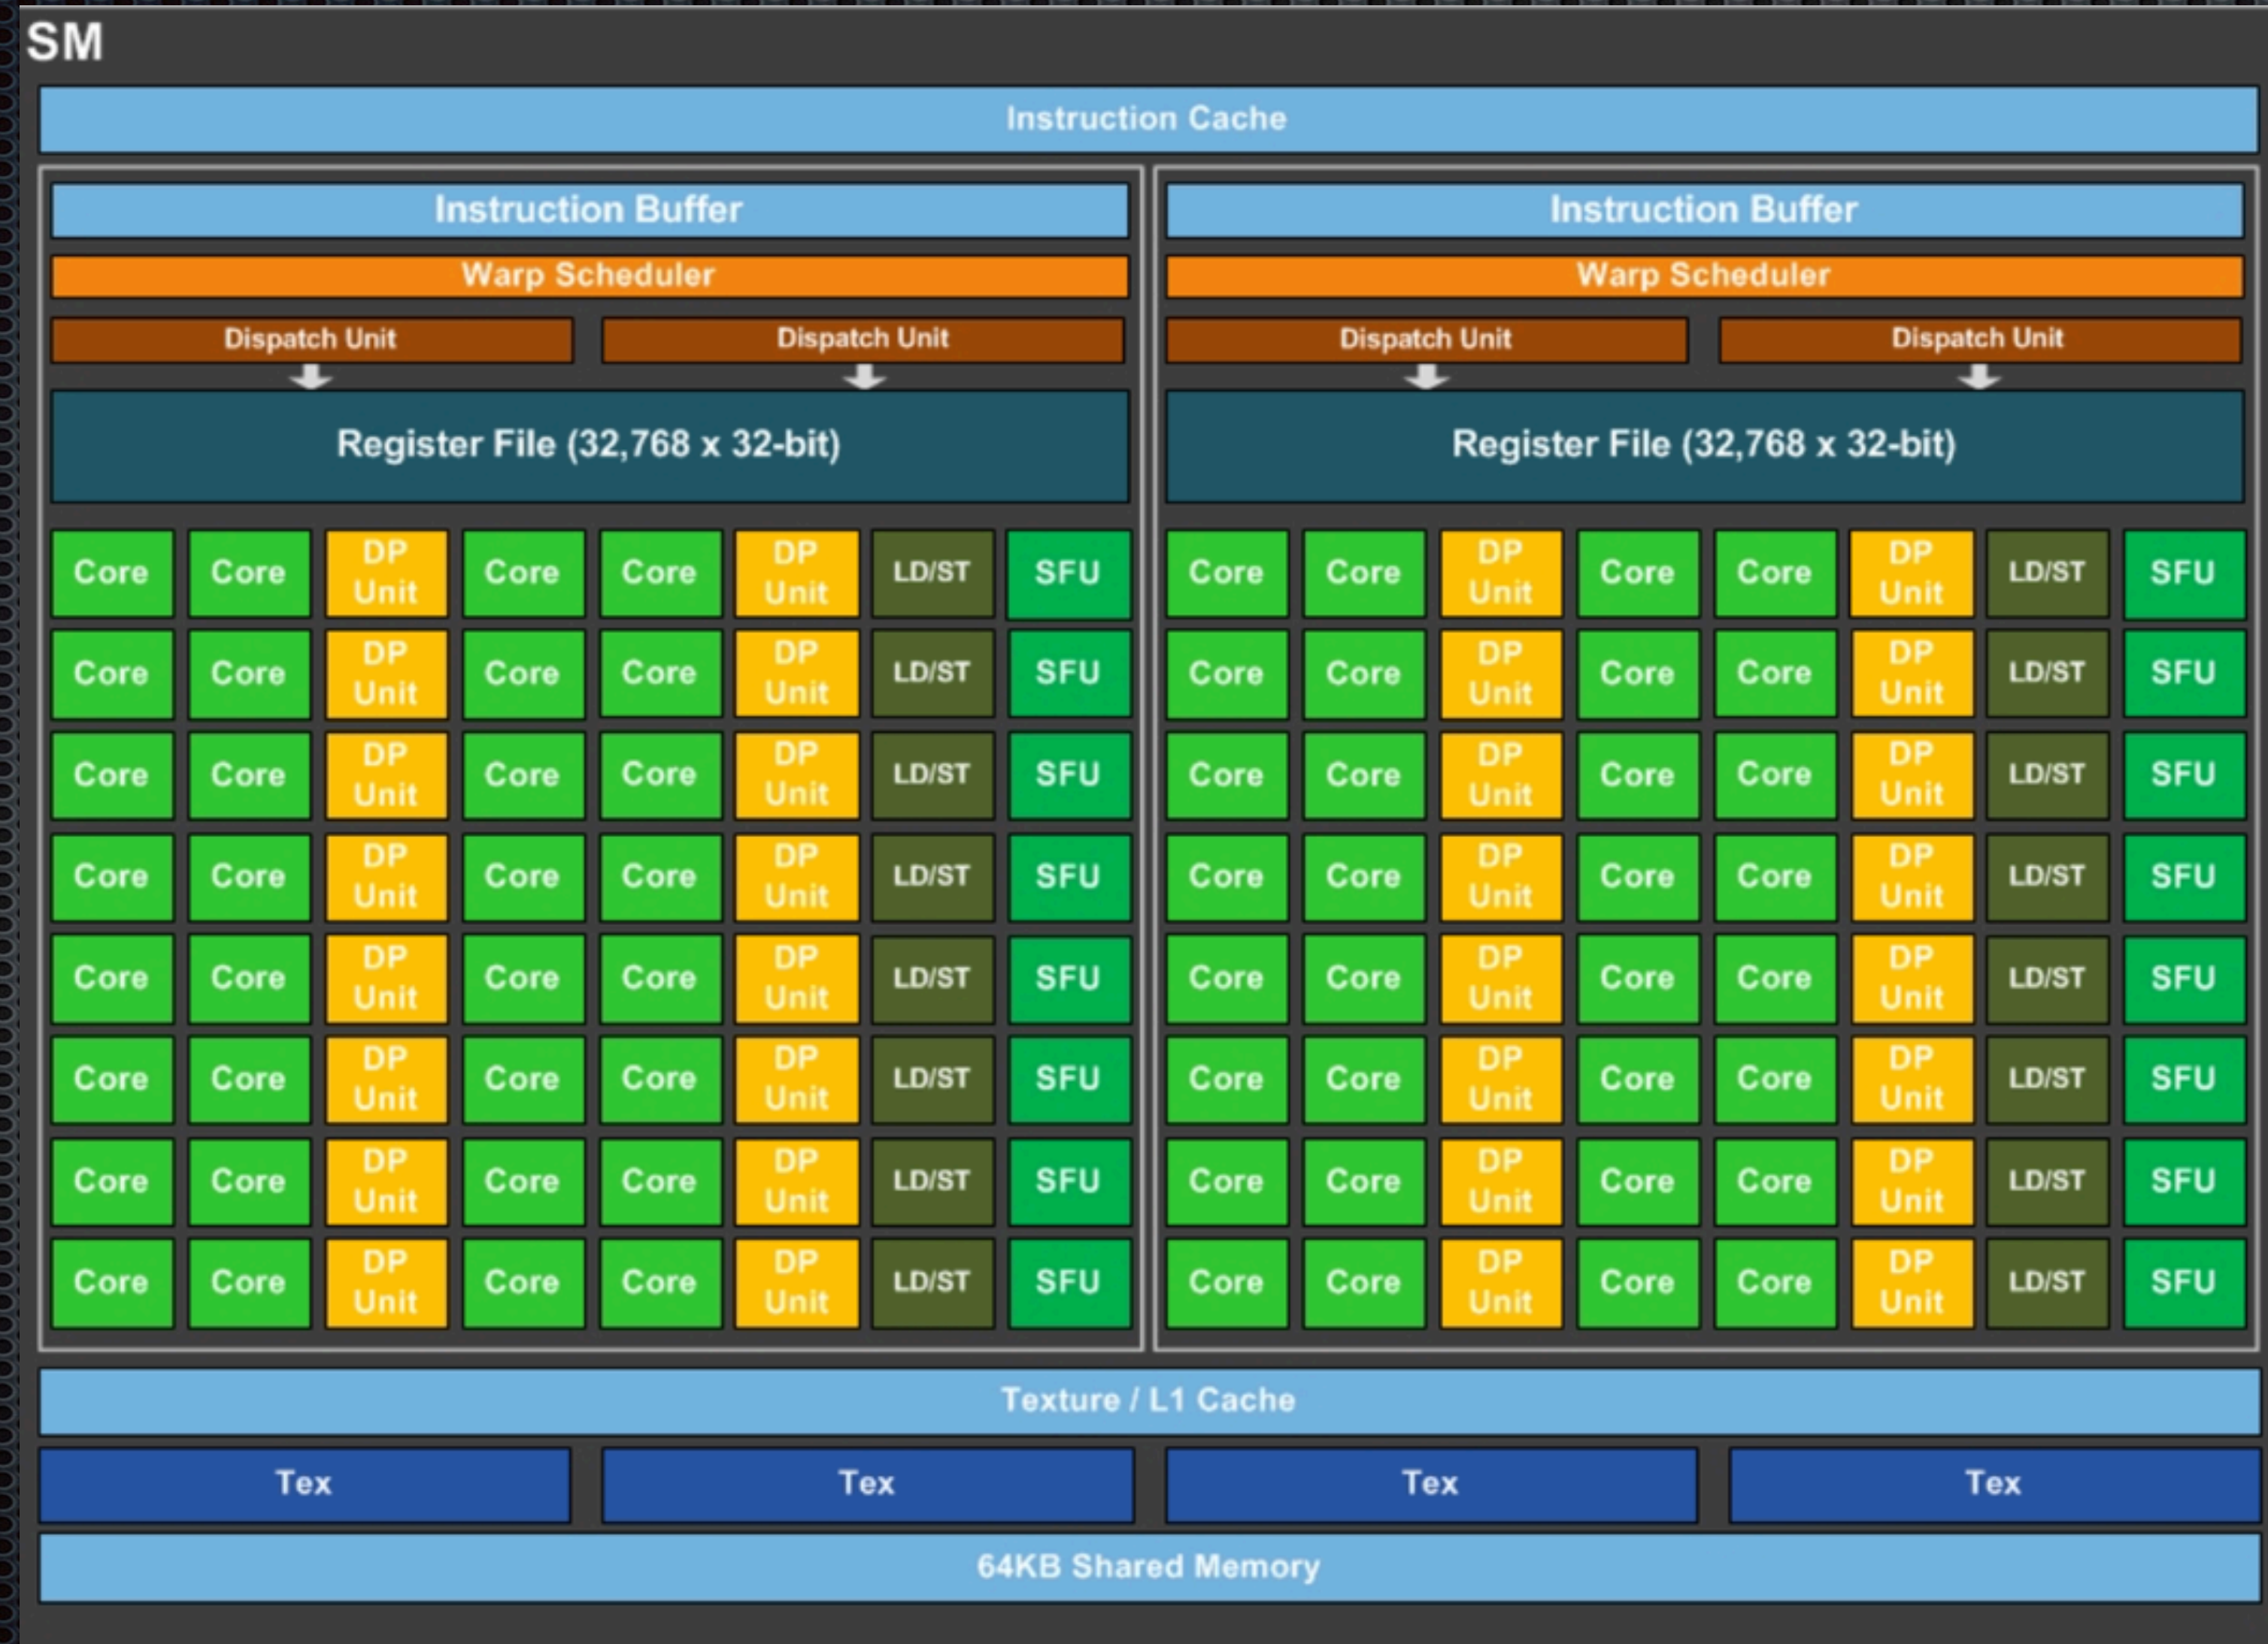 SM
Instruction Cache
Instruction Buffer Instruction Buffer
Warp Scheduler Warp Scheduler
Dispatch Unit Dispatch Unit Dispatch Unit Dispatch Unit
Register File (32,768 x 32-bit) Register File (32,768 x 32-bit)
Core Core DP Unit Core Core DP Unit LD/ST SFU Core Core DP Unit Core Core DP Unit LD/ST SFU
Core Core DP Unit Core Core DP Unit LD/ST SFU Core Core DP Unit Core Core DP Unit LD/ST SFU
Core Core DP Unit Core Core DP Unit LD/ST SFU Core Core DP Unit Core Core DP Unit LD/ST SFU
Core Core DP Unit Core Core DP Unit LD/ST SFU Core Core DP Unit Core Core DP Unit LD/ST SFU
Core Core DP Unit Core Core DP Unit LD/ST SFU Core Core DP Unit Core Core DP Unit LD/ST SFU
Core Core DP Unit Core Core DP Unit LD/ST SFU Core Core DP Unit Core Core DP Unit LD/ST SFU
Core Core DP Unit Core Core DP Unit LD/ST SFU Core Core DP Unit Core Core DP Unit LD/ST SFU
Core Core DP Unit Core Core DP Unit LD/ST SFU Core Core DP Unit Core Core DP Unit LD/ST SFU
Texture / L1 Cache
Tex Tex Tex Tex
64KB Shared Memory